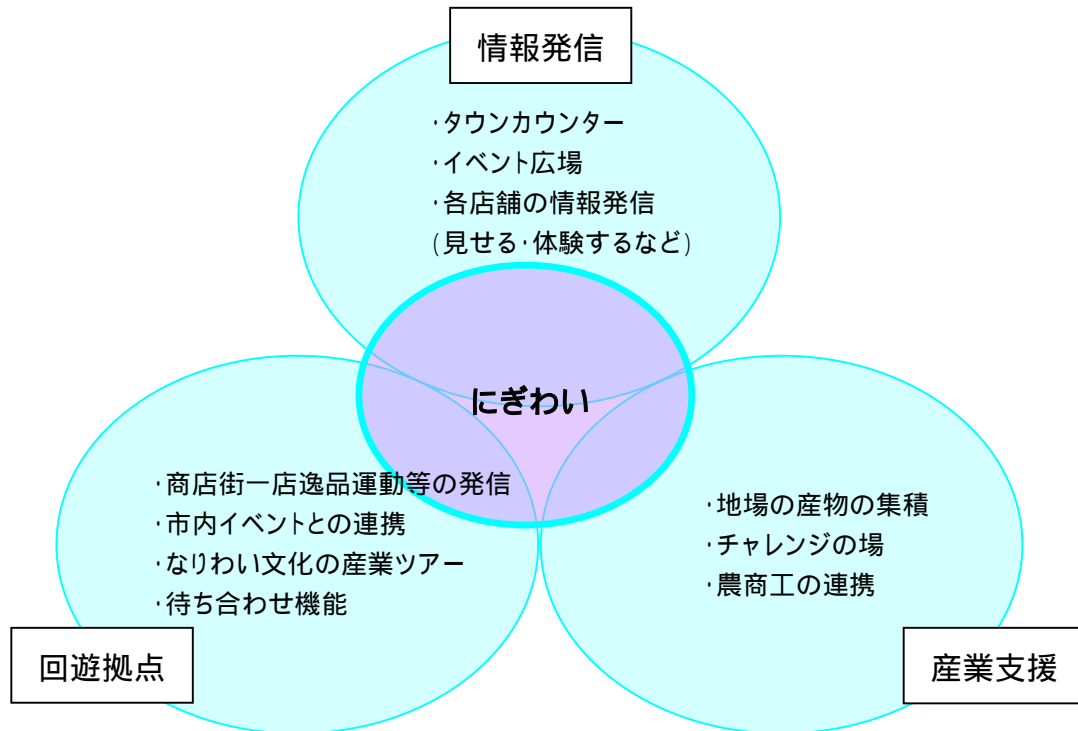 情報発信
・タウンカウンター
・イベント広場
・各店舗の情報発信
(見せる・体験するなど)
にぎわい
・商店街一店逸品運動等の発信
・市内イベントとの連携
・なりわい文化の産業ツアー
・待ち合わせ機能
回遊拠点
・地場の産物の集積
・チャレンジの場
・農商工の連携
産業支援